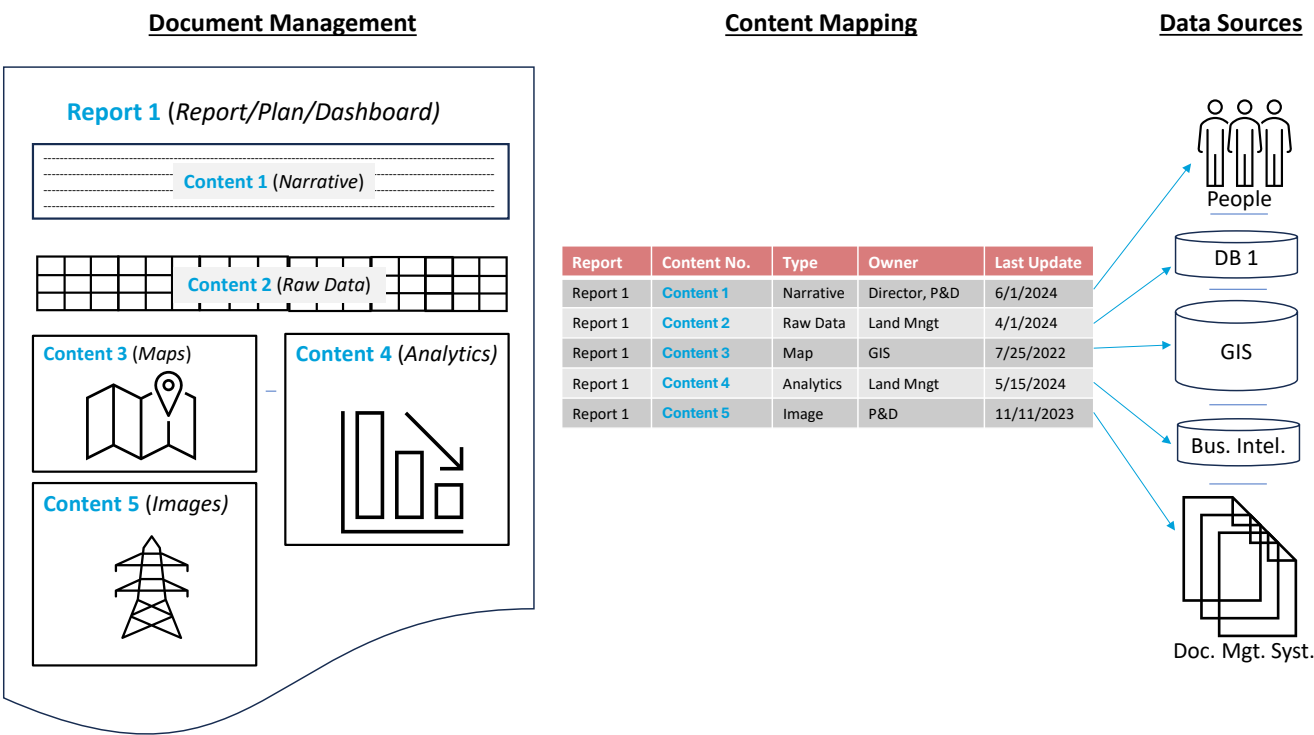 Document Management
Content Mapping
Data Sources
Report 1 (Report/Plan/Dashboard)
Content 1 (Narrative)
Content 2 (Raw Data)
Content 3 (Maps)
Content 4 (Analytics)
Content 5 (Images)
Report Content No. Type Owner Last Update
Report 1 Content 1 Narrative Director, P&D 6/1/2024
Report 1 Content 2 Raw Data Land Mngt 4/1/2024
Report 1 Content 3 Map GIS 7/25/2022
Report 1 Content 4 Analytics Land Mngt 5/15/2024
Report 1 Content 5 Image P&D 11/11/2023
People
DB 1
GIS
Bus. Intel.
Doc. Mgt. Syst.